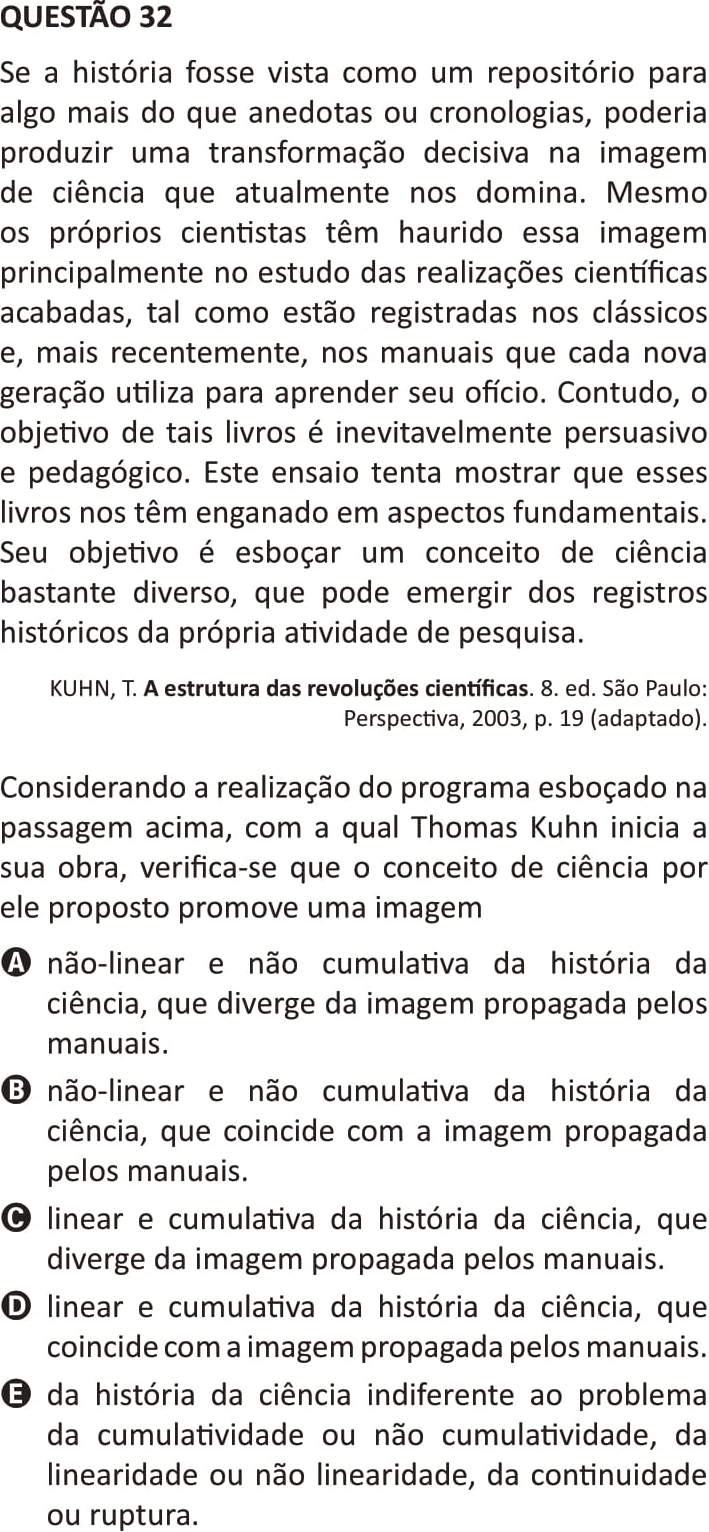 QUESTÃO 32
Se a história fosse vista como um repositório para
algo mais do que anedotas ou cronologias, poderia
produzir uma transformação decisiva na imagem
de ciência que atualmente nos domina. Mesmo
os próprios cientistas têm haurido essa imagem
principalmente no estudo das realizações científicas
acabadas, tal como estão registradas nos clássicos
e, mais recentemente, nos manuais que cada nova
geração utiliza para aprender seu ofício. Contudo, o
objetivo de tais livros é inevitavelmente persuasivo
e pedagógico. Este ensaio tenta mostrar que esses
livros nos têm enganado em aspectos fundamentais.
Seu objetivo é esboçar um conceito de ciência
bastante diverso, que pode emergir dos registros
históricos da própria atividade de pesquisa.
KUHN, T. A estrutura das revoluções científicas. 8. ed. São Paulo:
Perspectiva, 2003, p. 19 (adaptado).
Considerando a realização do programa esboçado na
passagem acima, com a qual Thomas Kuhn inicia a
sua obra, verifica-se que o conceito de ciência por
ele proposto promove uma imagem
A não-linear e não cumulativa da história da
ciência, que diverge da imagem propagada pelos
manuais.
B não-linear e não cumulativa da história da
ciência, que coincide com a imagem propagada
pelos manuais.
C linear e cumulativa da história da ciência, que
diverge da imagem propagada pelos manuais.
D linear e cumulativa da história da ciência, que
coincide com a imagem propagada pelos manuais.
E da história da ciência indiferente ao problema
da cumulatividade ou não cumulatividade, da
linearidade ou não linearidade, da continuidade
ou ruptura.